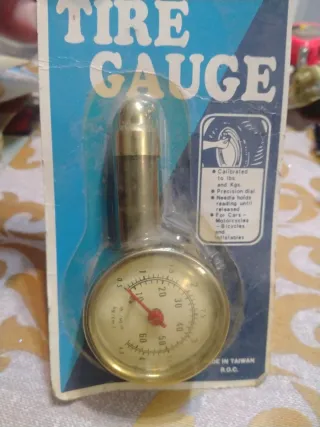 TIRE
GAUGE
• Calibrated
to lbs
and Kgs.
• Precision dial
• Needle holds
reading until
released
• For Cars -
Motorcycles
- Bicycles
and
Inflatables
10
20
30
40
50
60
IN TAIWAN
R.O.C.